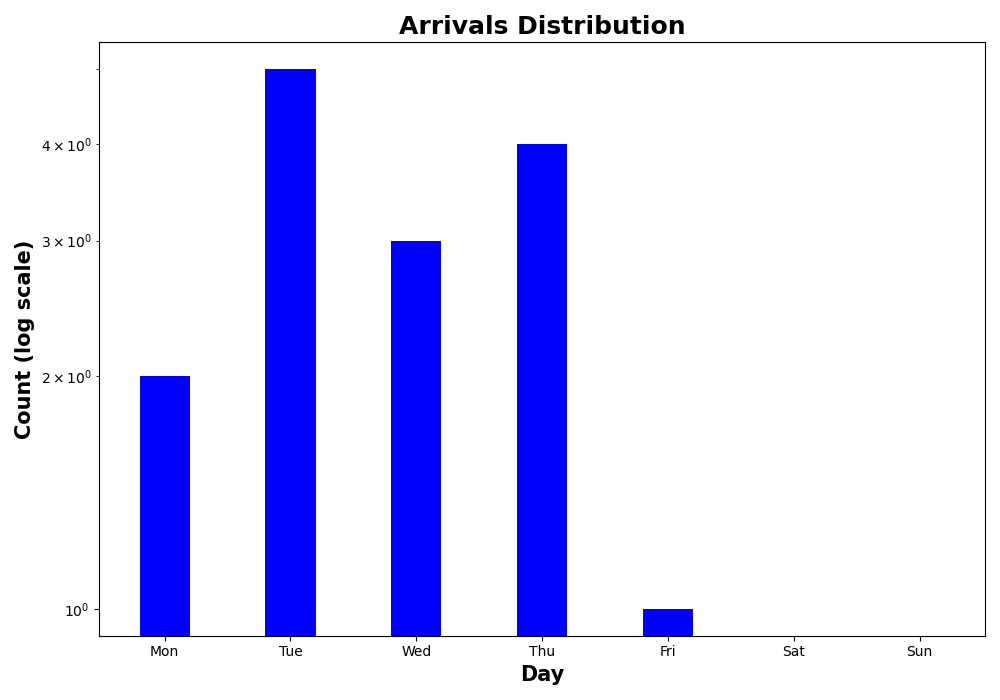 Arrivals Distribution
Count (log scale)
4 × 10⁰
3 × 10⁰
2 × 10⁰
10⁰
Mon Tue Wed Thu Fri Sat Sun
Day